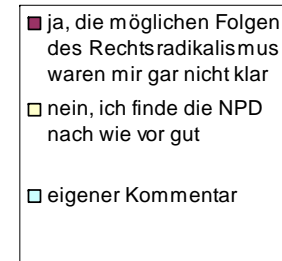 ja, die möglichen Folgen
des Rechtsradikalismus
waren mir gar nicht klar
nein, ich finde die NPD
nach wie vor gut
eigener Kommentar